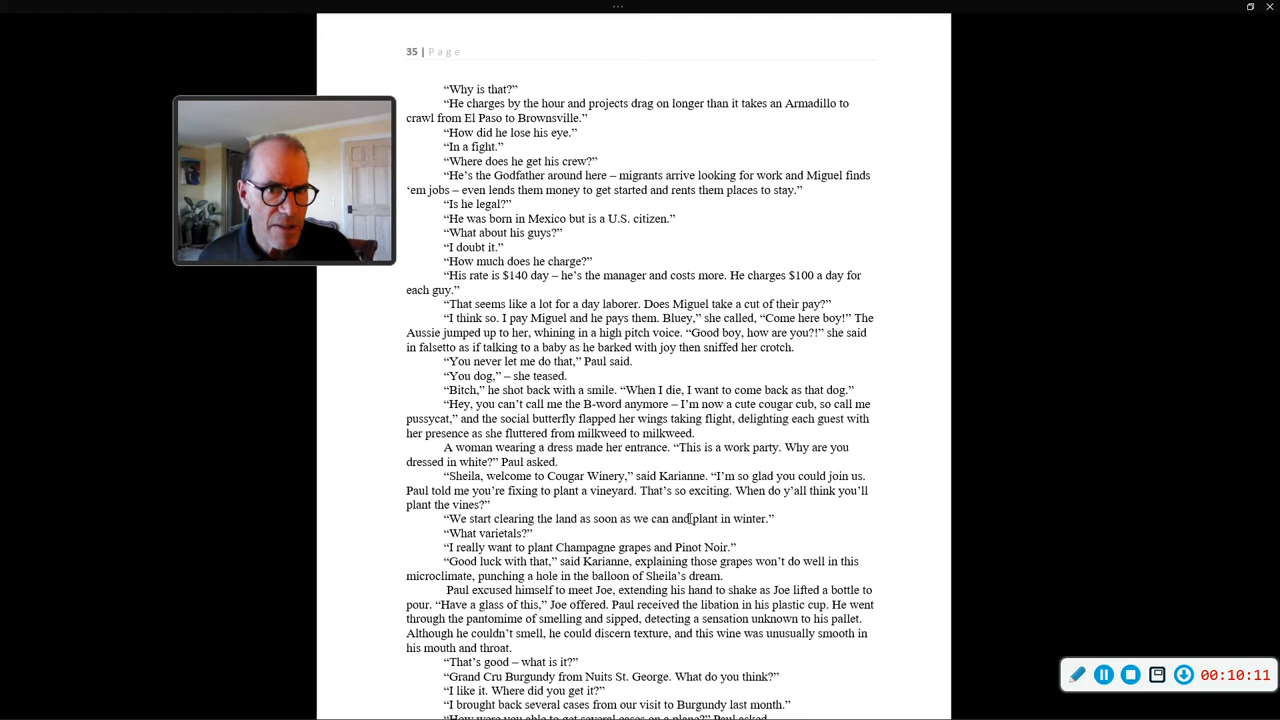 35 | Page
“Why is that?”
“He charges by the hour and projects drag on longer than it takes an Armadillo to
crawl from El Paso to Brownsville.”
“How did he lose his eye.”
“In a fight.”
“Where does he get his crew?”
“He’s the Godfather around here – migrants arrive looking for work and Miguel finds
‘em jobs – even lends them money to get started and rents them places to stay.”
“Is he legal?”
“He was born in Mexico but is a U.S. citizen.”
“What about his guys?”
“I doubt it.”
“How much does he charge?”
“His rate is $140 day – he’s the manager and costs more. He charges $100 a day for
each guy.”
“That seems like a lot for a day laborer. Does Miguel take a cut of their pay?”
“I think so. I pay Miguel and he pays them. Bluey,” she called, “Come here boy!” The
Aussie jumped up to her, whining in a high pitch voice. “Good boy, how are you?!” she said
in falsetto as if talking to a baby as he barked with joy then sniffed her crotch.
“You never let me do that,” Paul said.
“You dog,” – she teased.
“Bitch,” he shot back with a smile. “When I die, I want to come back as that dog.”
“Hey, you can’t call me the B-word anymore – I’m now a cute cougar cub, so call me
pussycat,” and the social butterfly flapped her wings taking flight, delighting each guest with
her presence as she fluttered from milkweed to milkweed.
A woman wearing a dress made her entrance. “This is a work party. Why are you
dressed in white?” Paul asked.
“Sheila, welcome to Cougar Winery,” said Karianne. “I’m so glad you could join us.
Paul told me you’re fixing to plant a vineyard. That’s so exciting. When do y’all think you’ll
plant the vines?”
“We start clearing the land as soon as we can and plant in winter.”
“What varietals?”
“I really want to plant Champagne grapes and Pinot Noir.”
“Good luck with that,” said Karianne, explaining those grapes won’t do well in this
microclimate, punching a hole in the balloon of Sheila’s dream.
Paul excused himself to meet Joe, extending his hand to shake as Joe lifted a bottle to
pour. “Have a glass of this,” Joe offered. Paul received the libation in his plastic cup. He went
through the pantomime of smelling and sipped, detecting a sensation unknown to his pallet.
Although he couldn’t smell, he could discern texture, and this wine was unusually smooth in
his mouth and throat.
“That’s good – what is it?”
“Grand Cru Burgundy from Nuits St. George. What do you think?”
“I like it. Where did you get it?”
“I brought back several cases from our visit to Burgundy last month.”
“How were you able to get several cases on a plane?” Paul asked.
00:10:11